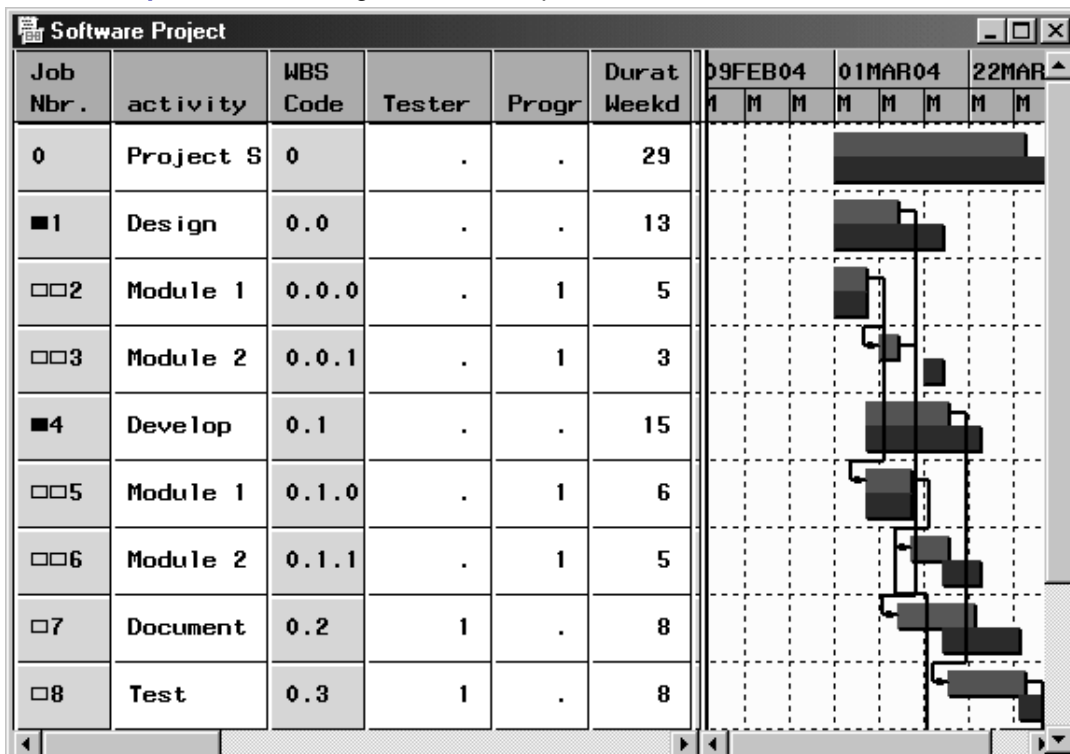 Software Project
Job Nbr. activity WBS Code Tester Progr Durat Weekd 09FEB04 01MAR04 22MAR
M M M M M M M M
0 Project S 0 . . 29
1 Design 0.0 . . 13
2 Module 1 0.0.0 . 1 5
3 Module 2 0.0.1 . 1 3
4 Develop 0.1 . . 15
5 Module 1 0.1.0 . 1 6
6 Module 2 0.1.1 . 1 5
7 Document 0.2 1 . 8
8 Test 0.3 1 . 8